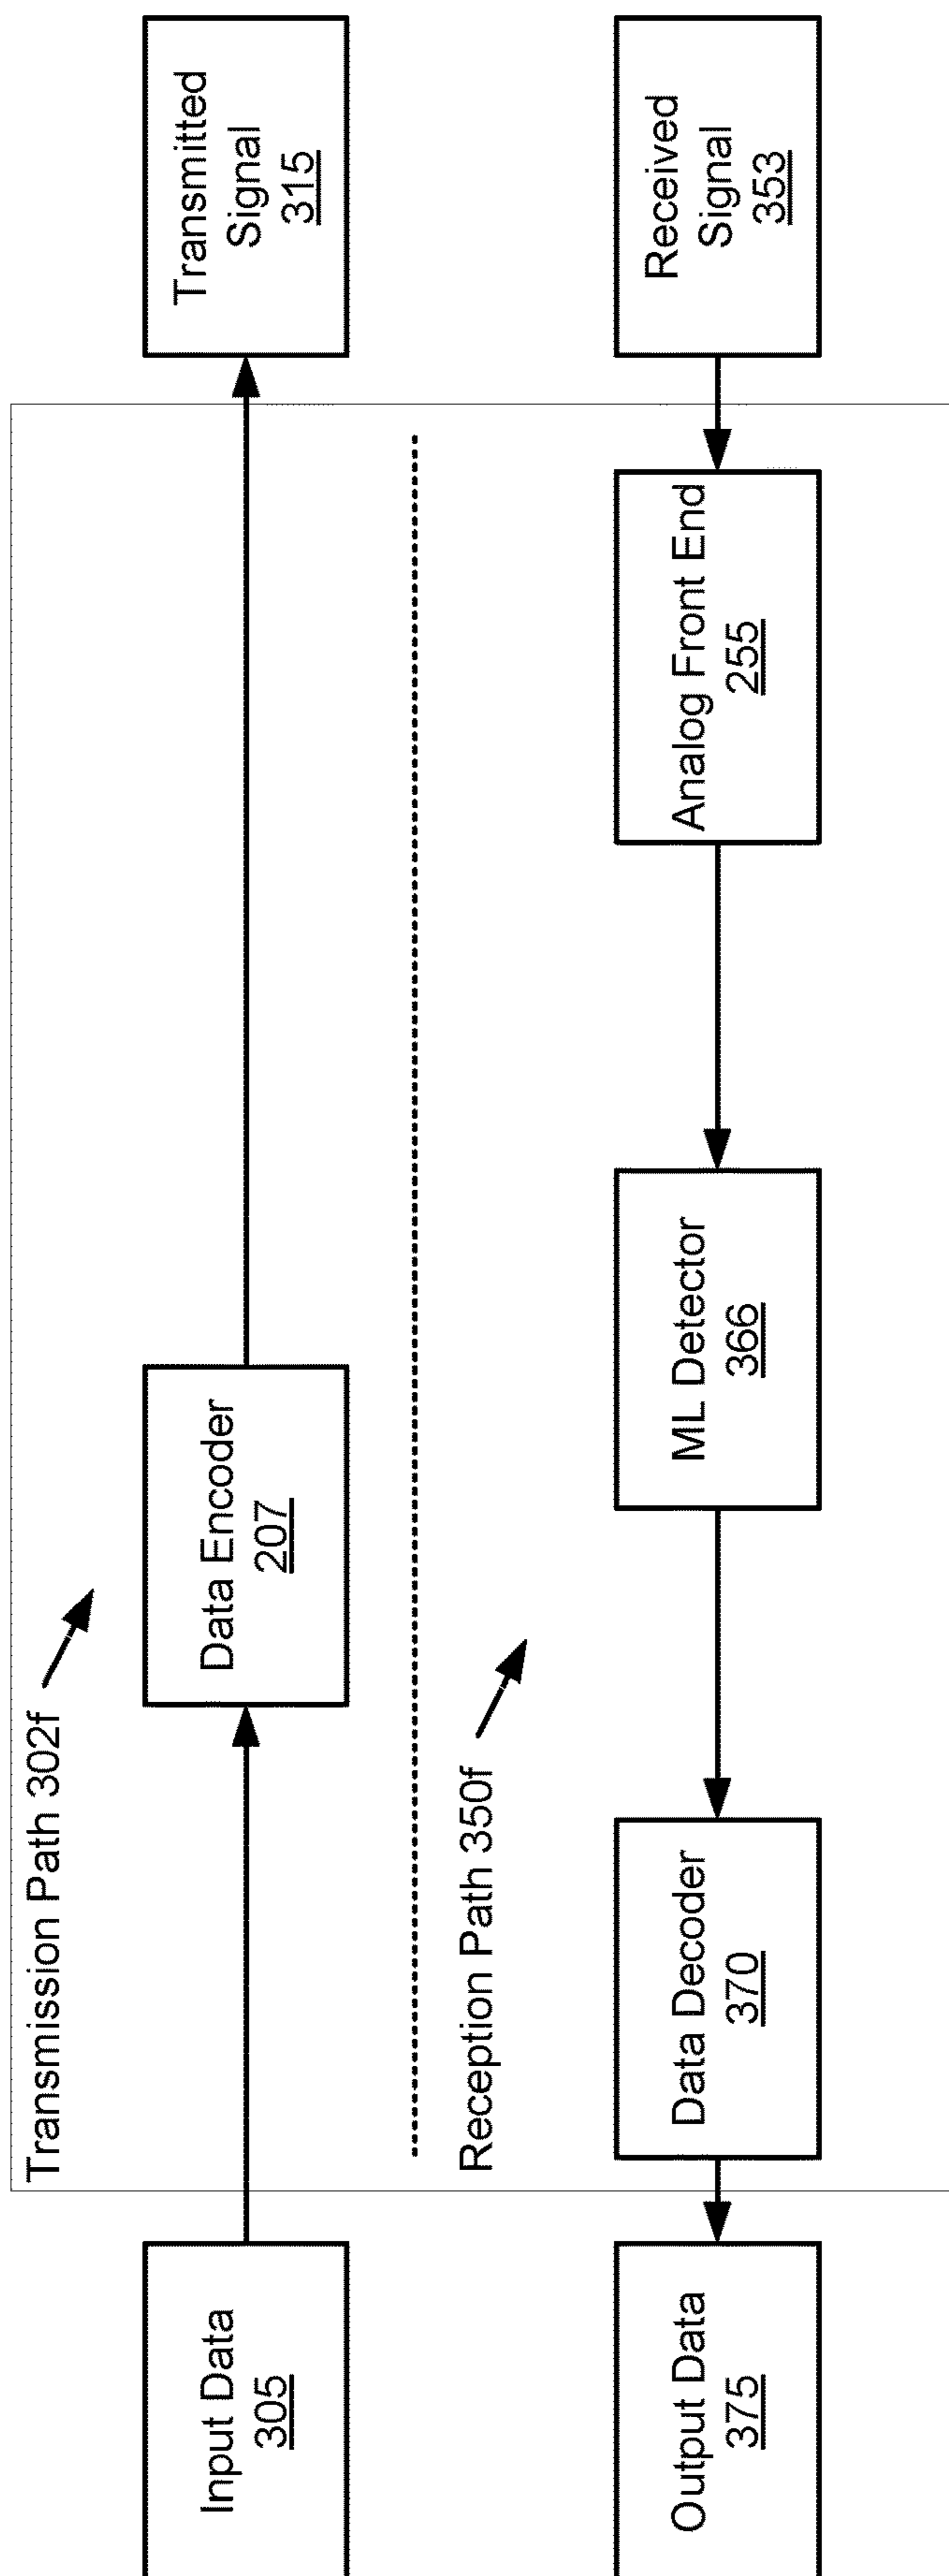 Transmission Path 302f
Input Data
305
Data Encoder
207
Transmitted
Signal
315
Reception Path 350f
Output Data
375
Data Decoder
370
ML Detector
366
Analog Front End
255
Received
Signal
353